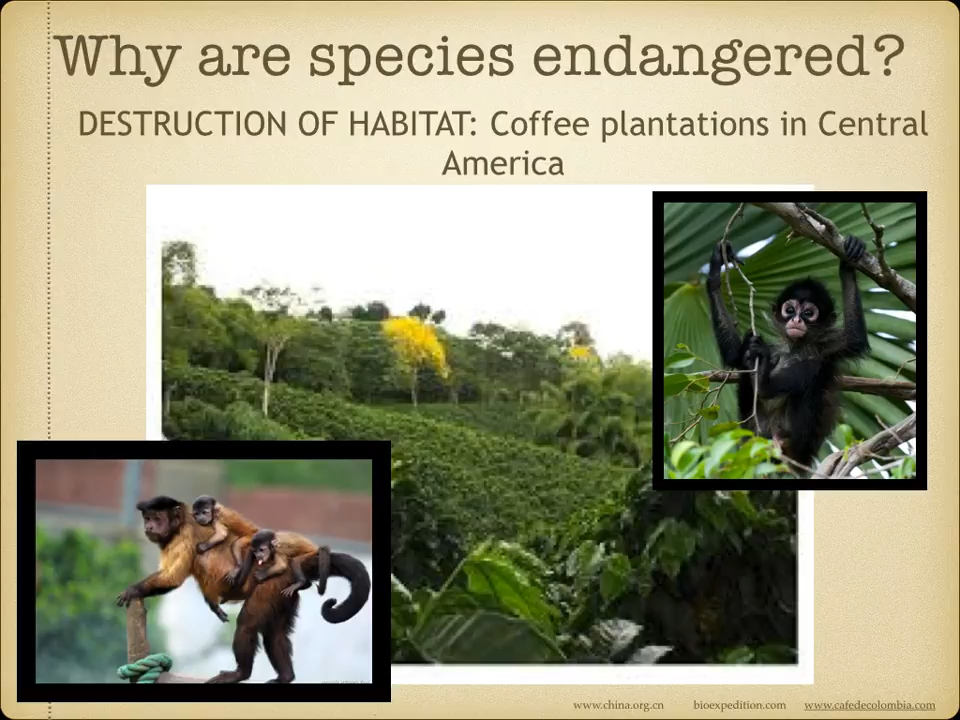 Why are species endangered?
DESTRUCTION OF HABITAT: Coffee plantations in Central
America
www.china.org.cn bioexpedition.com www.cafedecolombia.com